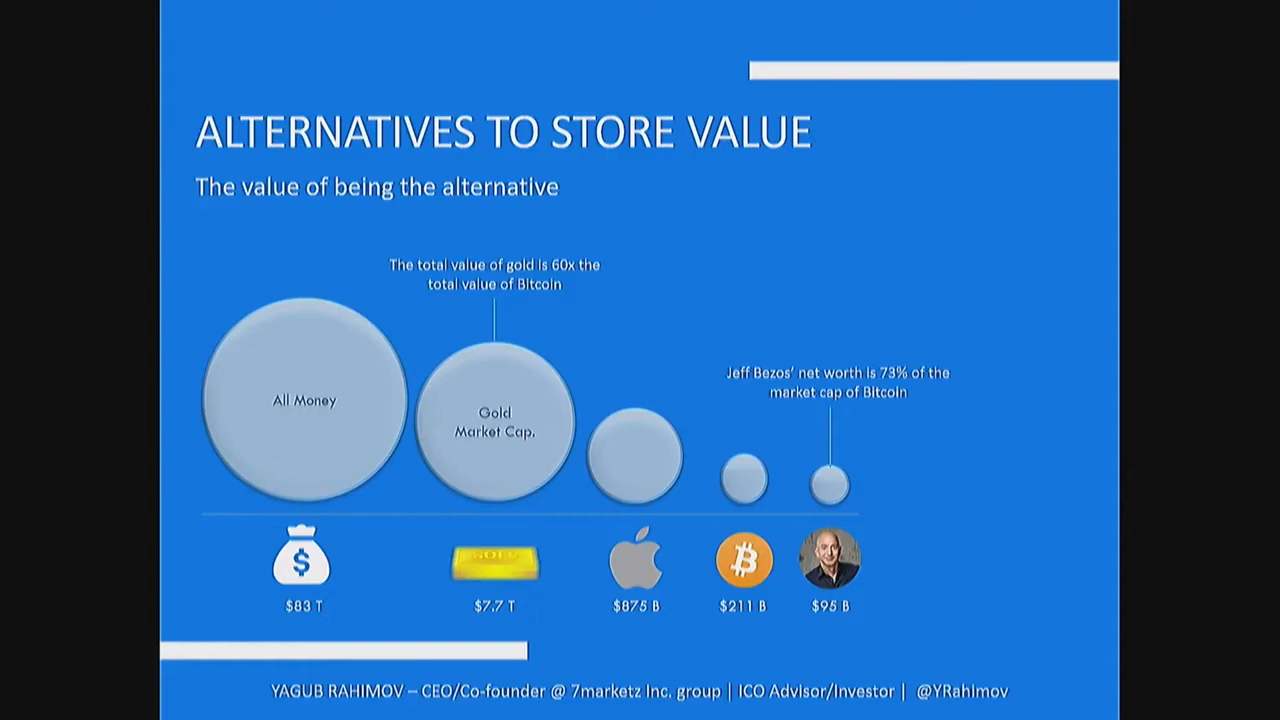 ALTERNATIVES TO STORE VALUE
The value of being the alternative
The total value of gold is 60x the
total value of Bitcoin
Jeff Bezos’ net worth is 73% of the
market cap of Bitcoin
All Money
Gold
Market Cap.
$
GOLD
$83 T
$7.7 T
$875 B
$211 B
$95 B
YAGUB RAHIMOV – CEO/Co-founder @ 7marketz Inc. group | ICO Advisor/Investor | @YRahimov